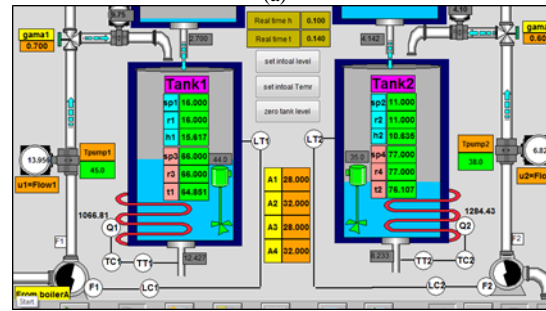 (a)
9.75
4.10
gama1
0.700
2.700
Real time h 0.100
Real time t 0.140
4.142
gama1
0.60
set intoal level
set intoal Temr
zero tank level
Tank1
sp1 16.000
r1 16.000
h1 15.617
sp3 66.000
r3 66.000
t1 64.851
44.0
Tank2
sp2 11.000
r2 11.000
h2 10.635
sp4 77.000
r4 77.000
t2 76.107
35.0
LT1
LT2
13.956
Tpump1
45.0
u1=Flow1
Tpump2
38.0
6.82
u2=Flow
A1 28.000
A2 32.000
A3 28.000
A4 32.000
1066.81
1284.43
Q1
Q2
F1
F2
TC1
TT1
12.427
8.233
TT2
TC2
F1
LC1
LC2
F2
From boilerA
Start